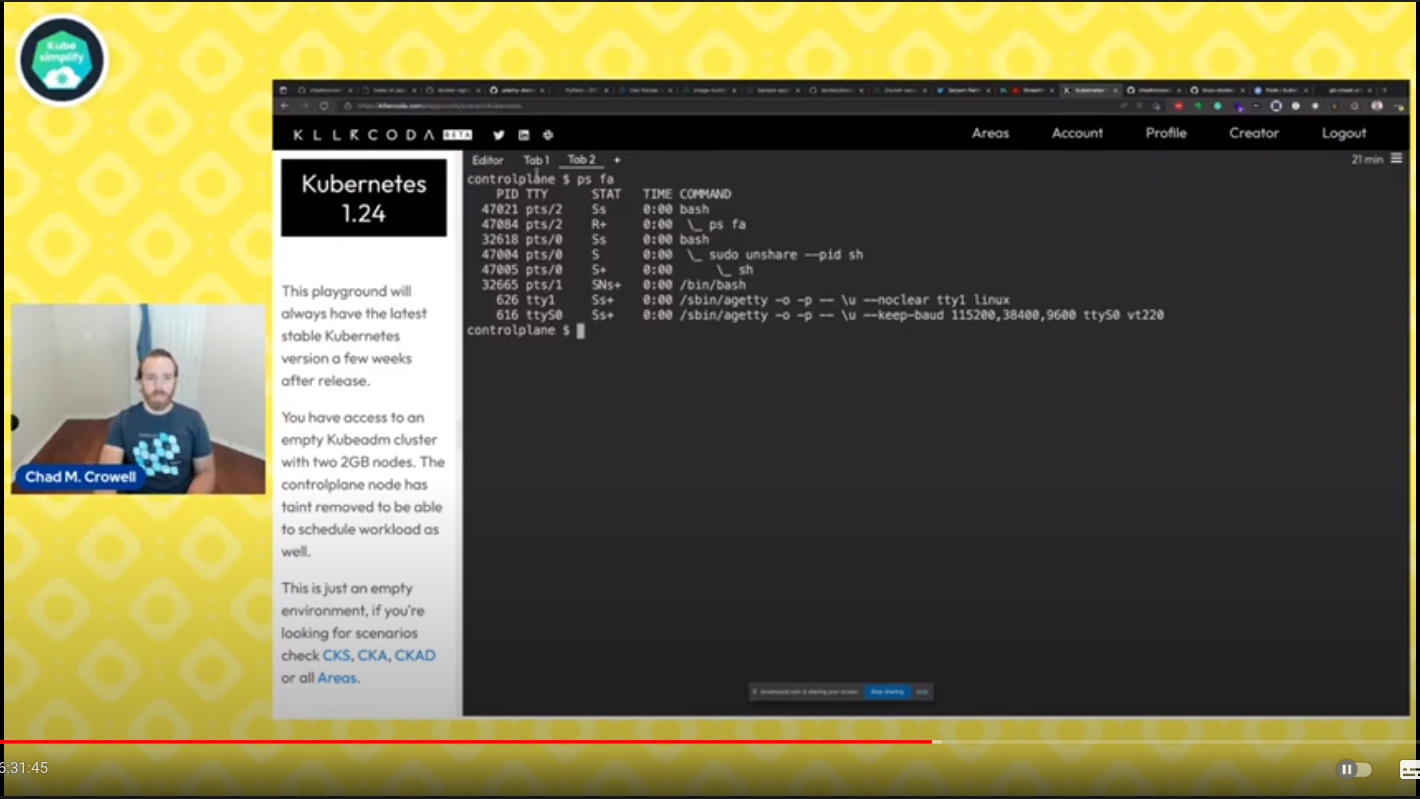 Kube
simplify
Kubernetes
KLLRCODA BETA
Areas Account Profile Creator Logout
Editor Tab 1 Tab 2 +
21 min
Kubernetes
1.24
This playground will
always have the latest
stable Kubernetes
version a few weeks
after release.
You have access to an
empty Kubeadm cluster
with two 2GB nodes. The
controlplane node has
taint removed to be able
to schedule workload as
well.
This is just an empty
environment, if you're
looking for scenarios
check CKS, CKA, CKAD
or all Areas.
controlplane $ ps fa
PID TTY STAT TIME COMMAND
47021 pts/2 Ss 0:00 bash
47084 pts/2 R+ 0:00 \_ ps fa
32618 pts/0 Ss 0:00 bash
47004 pts/0 S 0:00 \_ sudo unshare --pid sh
47005 pts/0 S+ 0:00 \_ sh
32665 pts/1 SNs+ 0:00 /bin/bash
626 tty1 Ss+ 0:00 /sbin/agetty -o -p -- \u --noclear tty1 linux
616 ttyS0 Ss+ 0:00 /sbin/agetty -o -p -- \u --keep-baud 115200,38400,9600 ttyS0 vt220
controlplane $
Chad M. Crowell
streamyard.com is sharing your screen. Stop sharing Hide
6:31:45